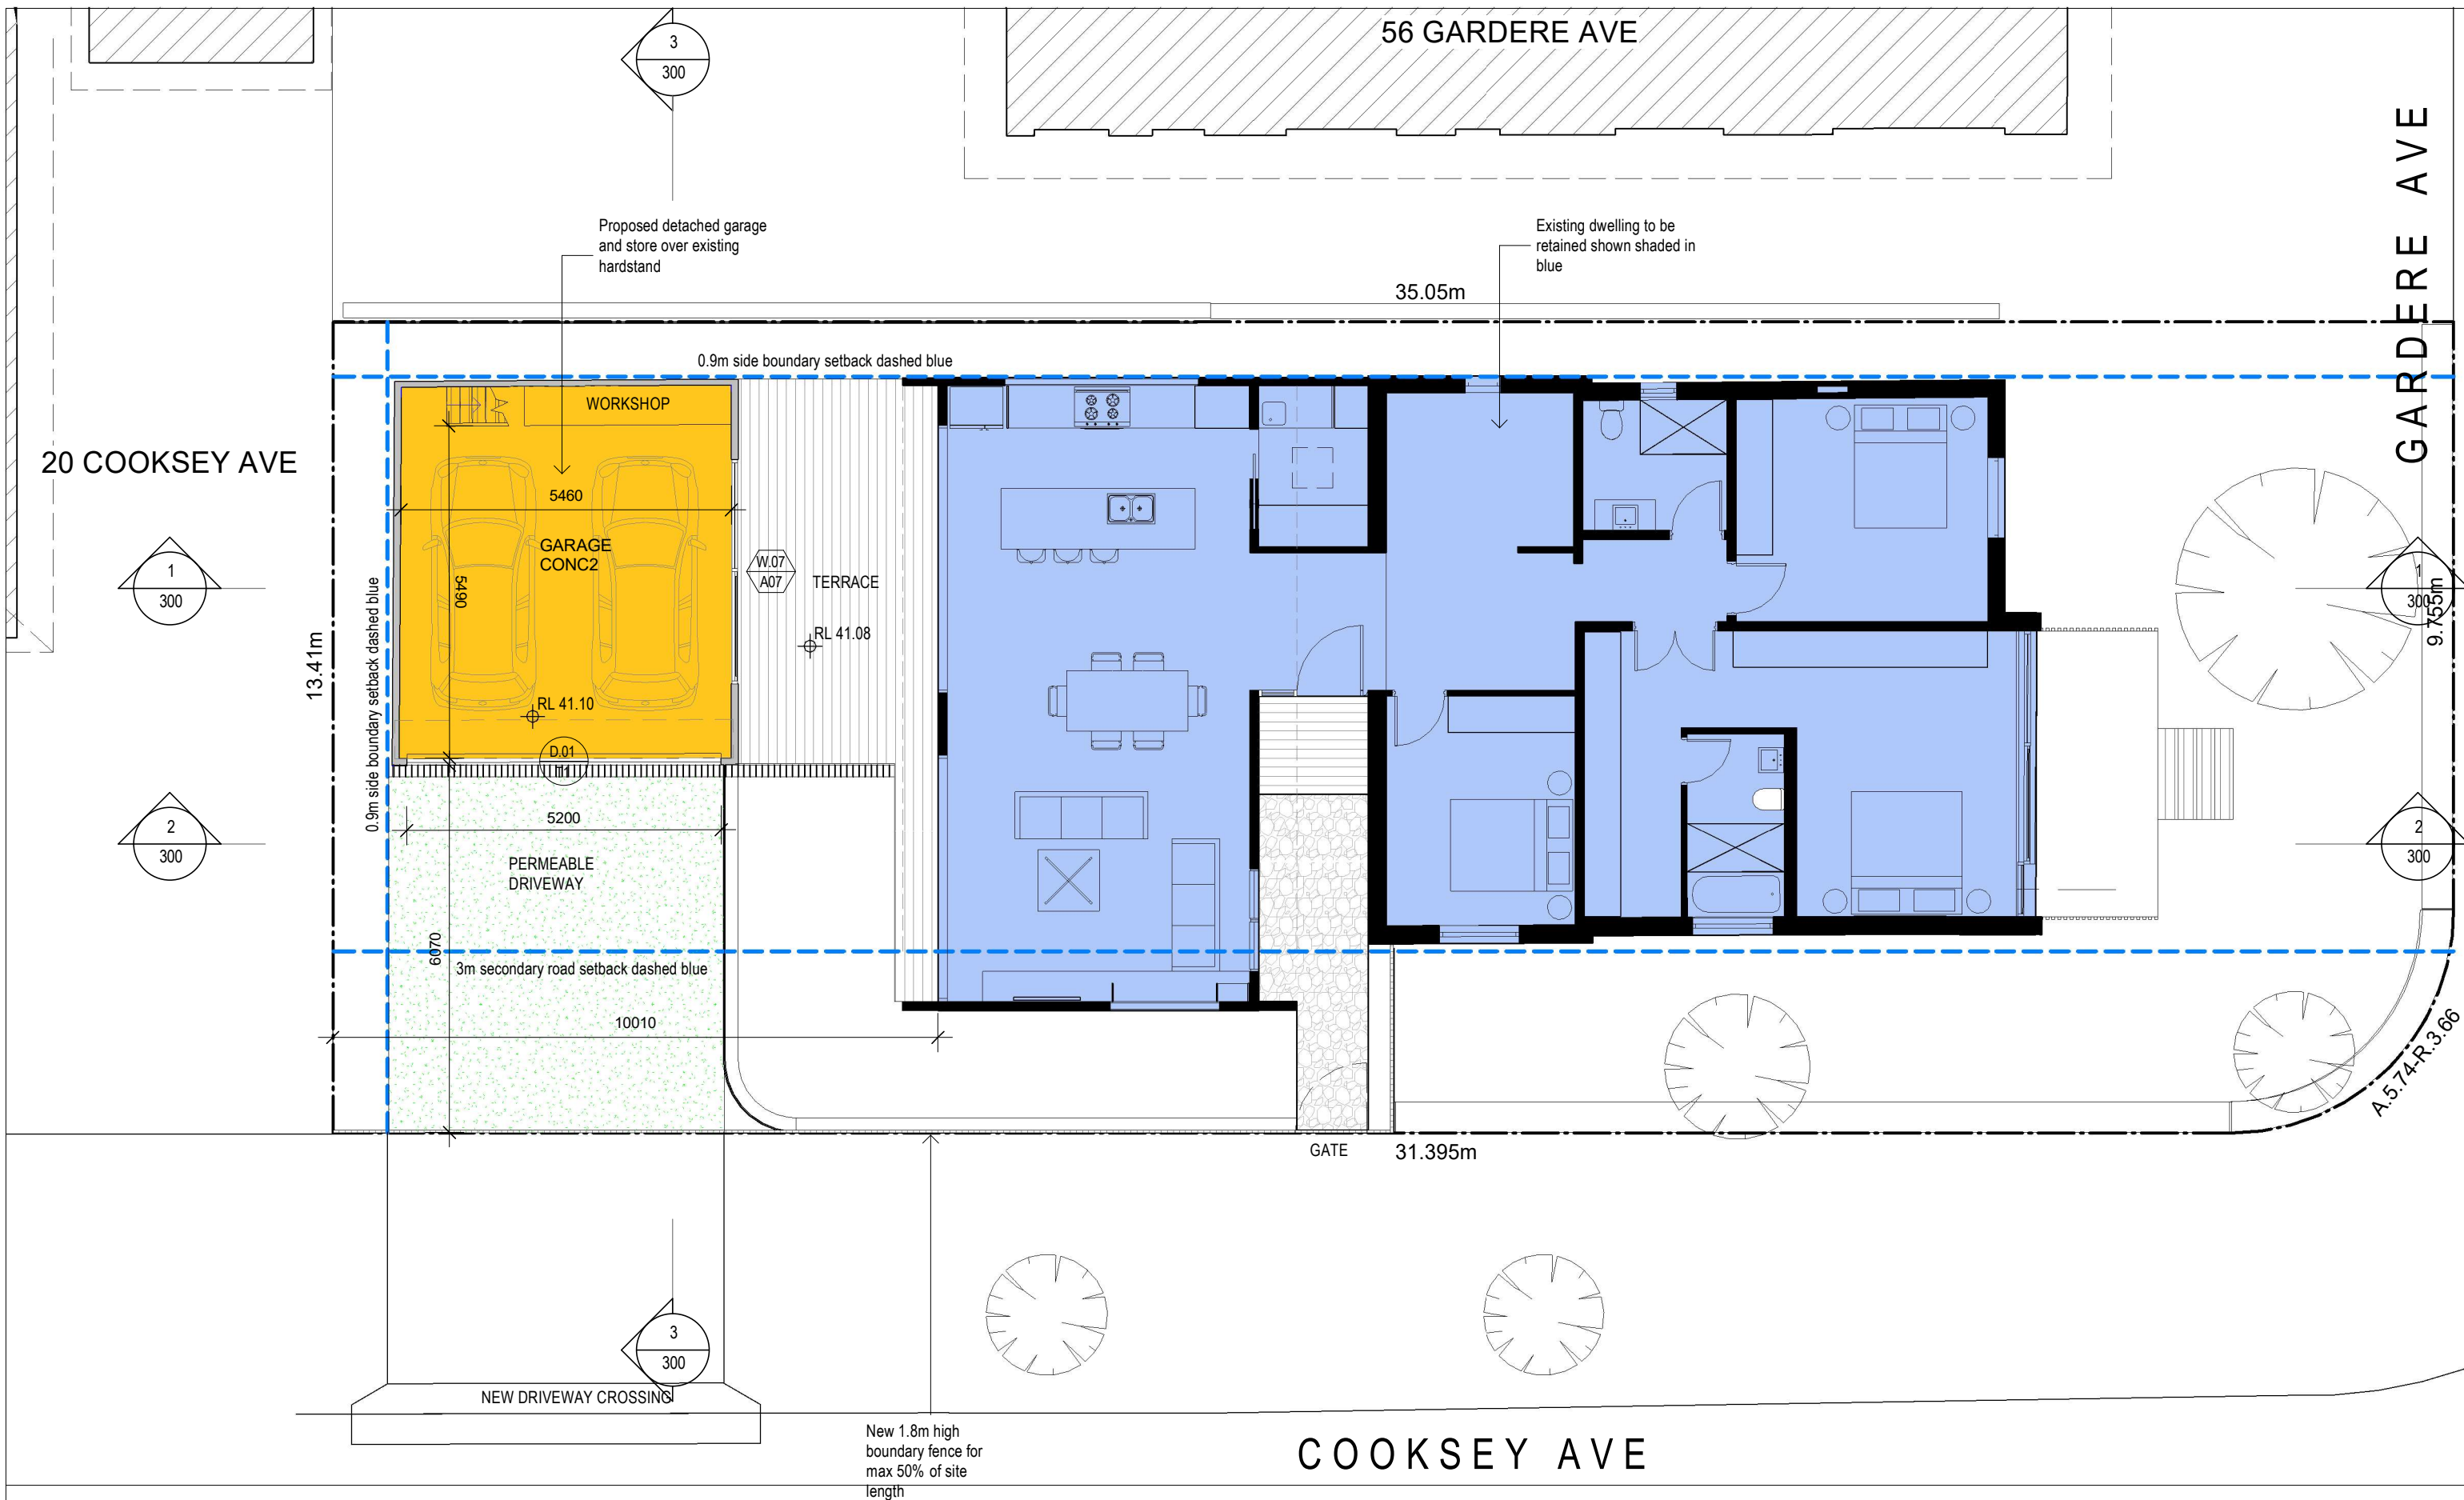 56 GARDERE AVE
3
300
GARDERE AVE
Proposed detached garage
and store over existing
hardstand
Existing dwelling to be
retained shown shaded in
blue
35.05m
0.9m side boundary setback dashed blue
WORKSHOP
20 COOKSEY AVE
5460
GARAGE
CONC2
5490
W.07
A07
TERRACE
1
300
1
300
9.755m
RL 41.08
13.41m
0.9m side boundary setback dashed blue
RL 41.10
D.01
T1
5200
2
300
2
300
PERMEABLE
DRIVEWAY
6070
3m secondary road setback dashed blue
10010
A.5.74-R.3.66
GATE
31.395m
3
300
NEW DRIVEWAY CROSSING
New 1.8m high
boundary fence for
max 50% of site
length
COOKSEY AVE